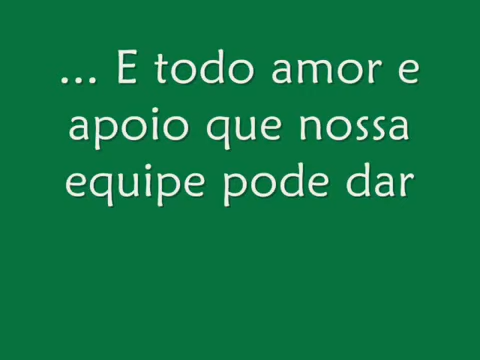 ... E todo amor e
apoio que nossa
equipe pode dar